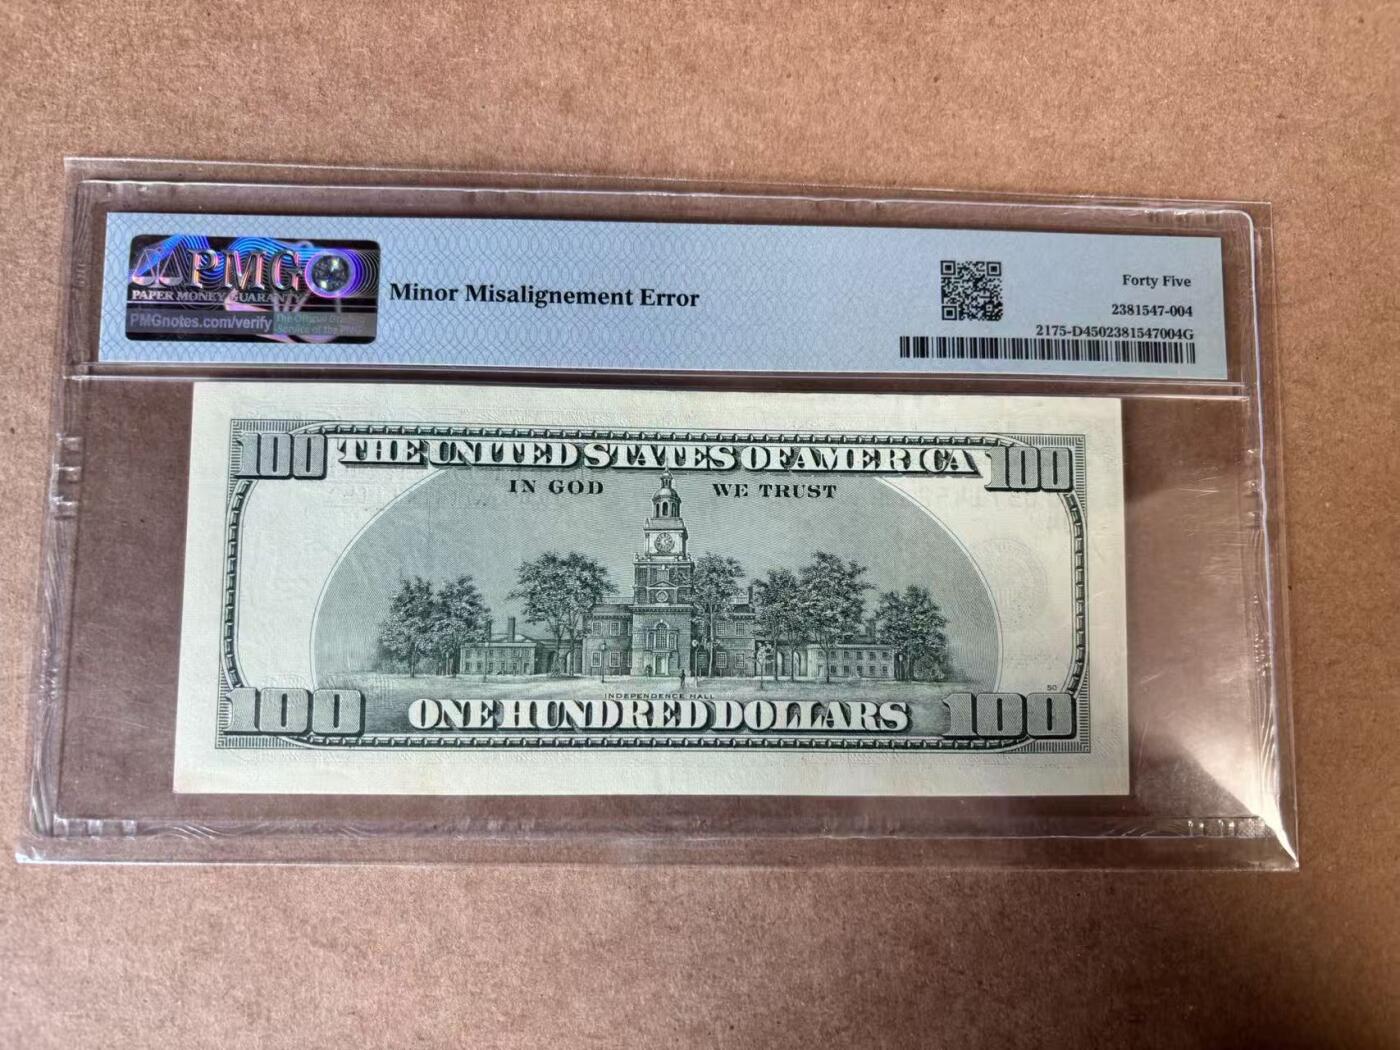 PMG
PAPER MONEY GUARANTY
PMGnotes.com/verify
Minor Misalignement Error
Forty Five
2381547-004
2175-D4502381547004G
100 THE UNITED STATES OF AMERICA 100
IN GOD WE TRUST
50
INDEPENDENCE HALL
100 ONE HUNDRED DOLLARS 100